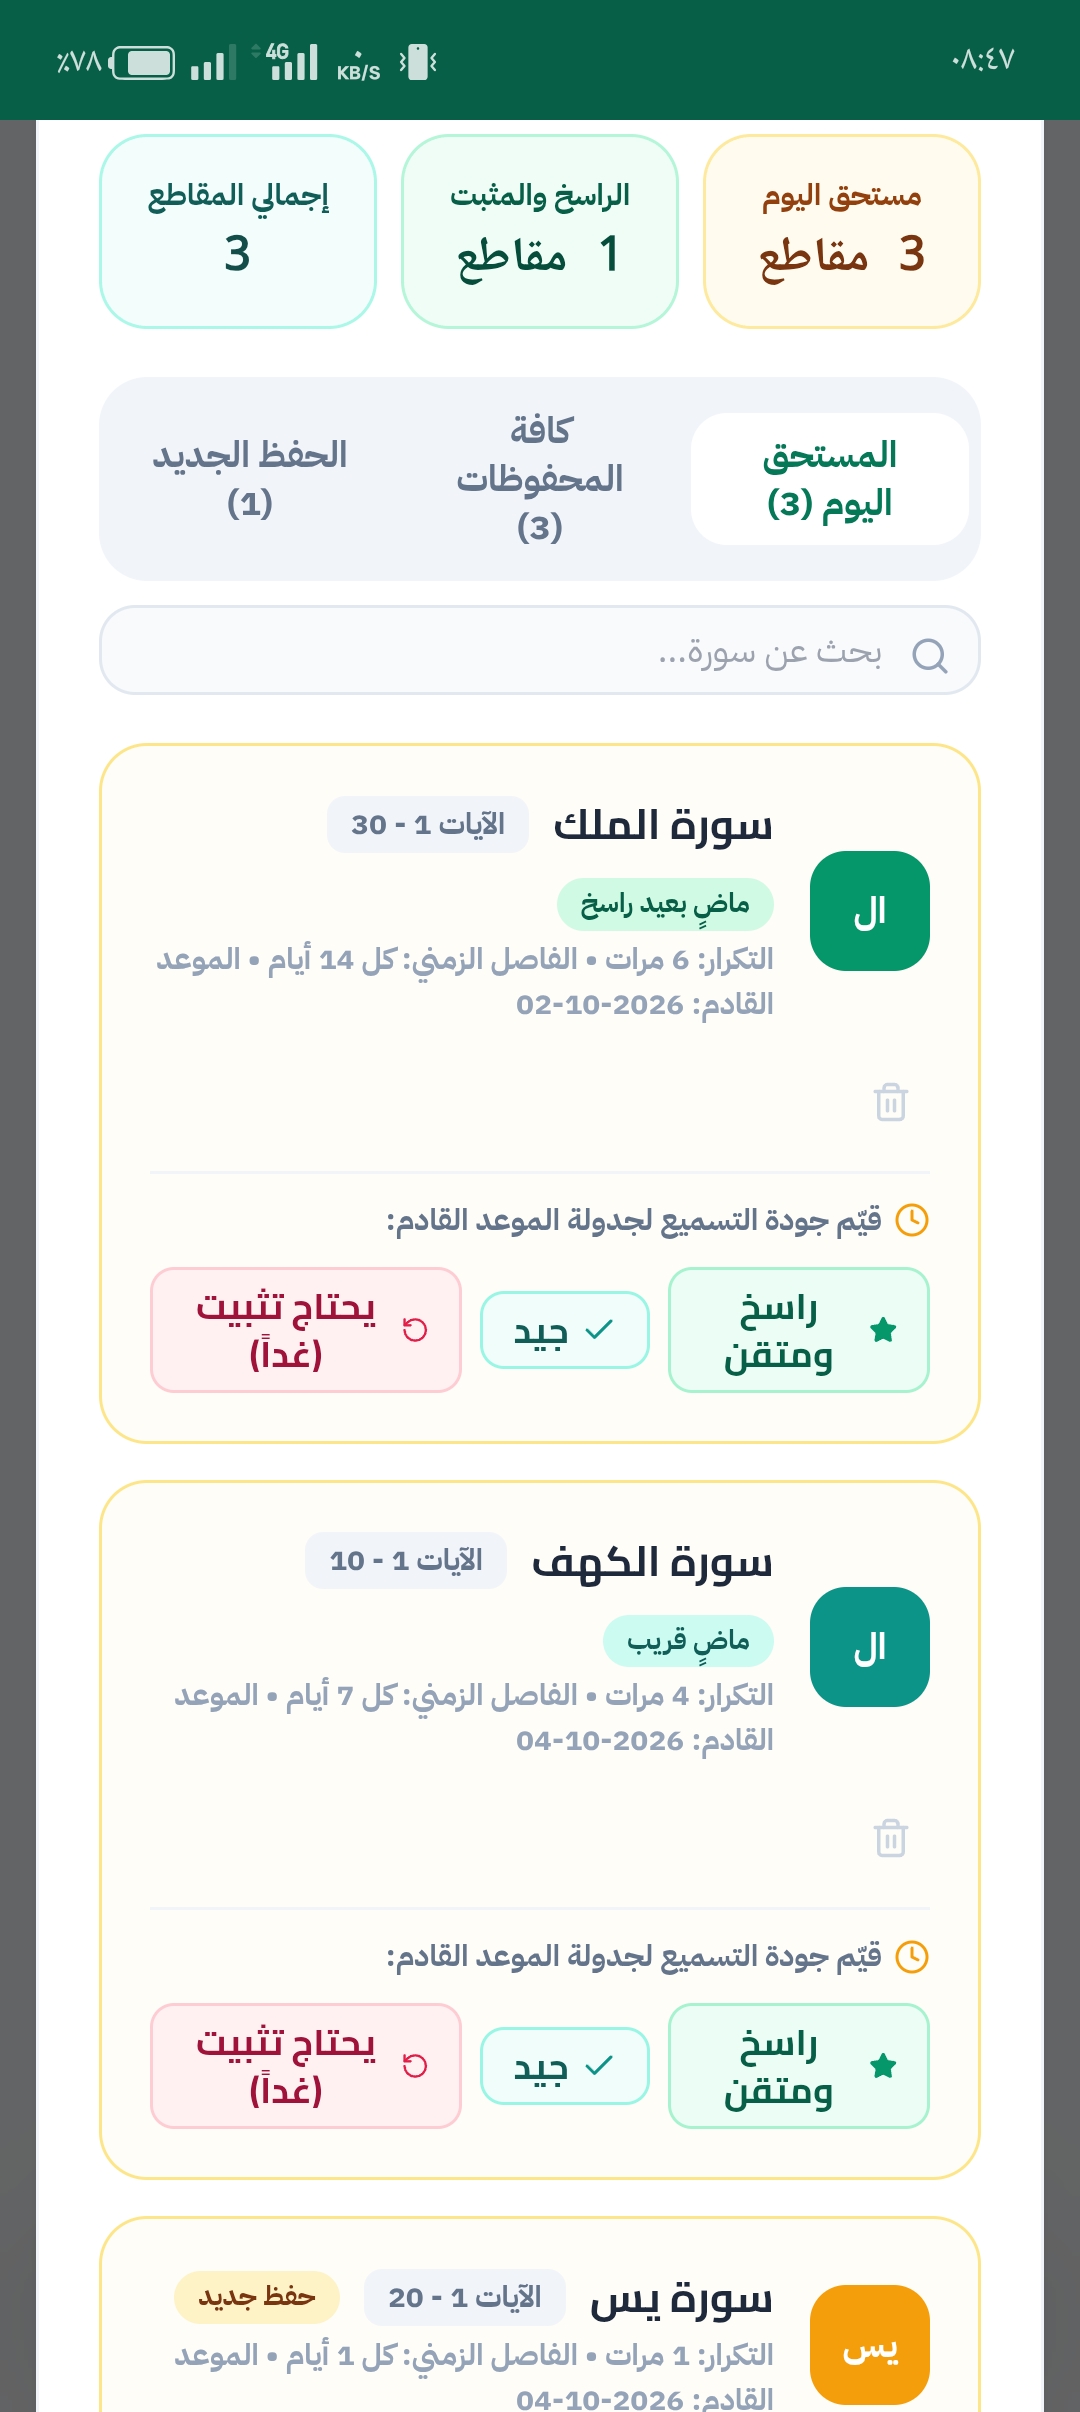 ٠٨:٤٧
KB/S
4G
٪٧٨
مستحق اليوم
3 مقاطع
الراسخ والمثبت
1 مقاطع
إجمالي المقاطع
3
المستحق
اليوم (3)
كافة
المحفوظات
(3)
الحفظ الجديد
(1)
بحث عن سورة...
سورة الملك
الآيات 1 - 30
ماضٍ بعيد راسخ
التكرار: 6 مرات • الفاصل الزمني: كل 14 أيام • الموعد
القادم: 2026-10-02
ال
قيّم جودة التسميع لجدولة الموعد القادم:
راسخ
ومتقن
جيد
يحتاج تثبيت
(غداً)
سورة الكهف
الآيات 1 - 10
ماضٍ قريب
التكرار: 4 مرات • الفاصل الزمني: كل 7 أيام • الموعد
القادم: 2026-10-04
ال
قيّم جودة التسميع لجدولة الموعد القادم:
راسخ
ومتقن
جيد
يحتاج تثبيت
(غداً)
سورة يس
الآيات 1 - 20
حفظ جديد
التكرار: 1 مرات • الفاصل الزمني: كل 1 أيام • الموعد
القادم: 2026-10-04
يس